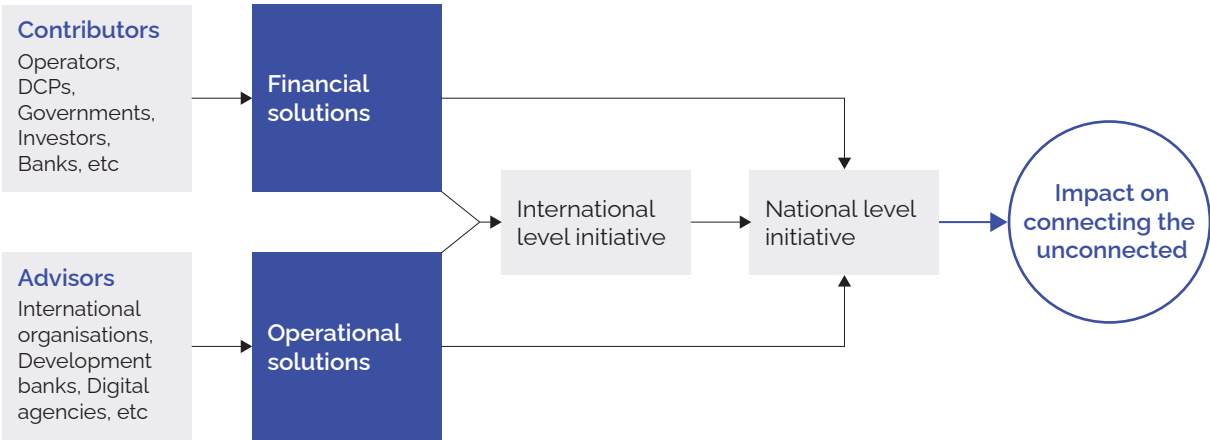 Contributors
Operators,
DCPs,
Governments,
Investors,
Banks, etc
Financial
solutions
International
level initiative
National level
initiative
Impact on
connecting the
unconnected
Advisors
International
organisations,
Development
banks, Digital
agencies, etc
Operational
solutions